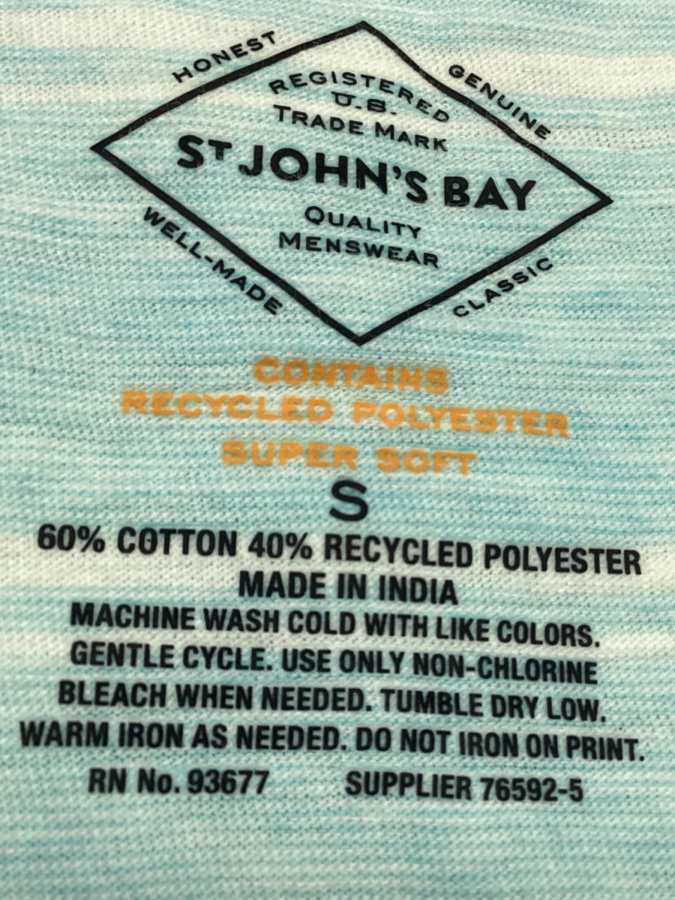 HONEST
GENUINE
REGISTERED
U.S.
TRADE MARK
ST JOHN'S BAY
QUALITY
MENSWEAR
WELL-MADE
CLASSIC
CONTAINS
RECYCLED POLYESTER
SUPER SOFT
S
60% COTTON 40% RECYCLED POLYESTER
MADE IN INDIA
MACHINE WASH COLD WITH LIKE COLORS.
GENTLE CYCLE. USE ONLY NON-CHLORINE
BLEACH WHEN NEEDED. TUMBLE DRY LOW.
WARM IRON AS NEEDED. DO NOT IRON ON PRINT.
RN No. 93677 SUPPLIER 76592-5